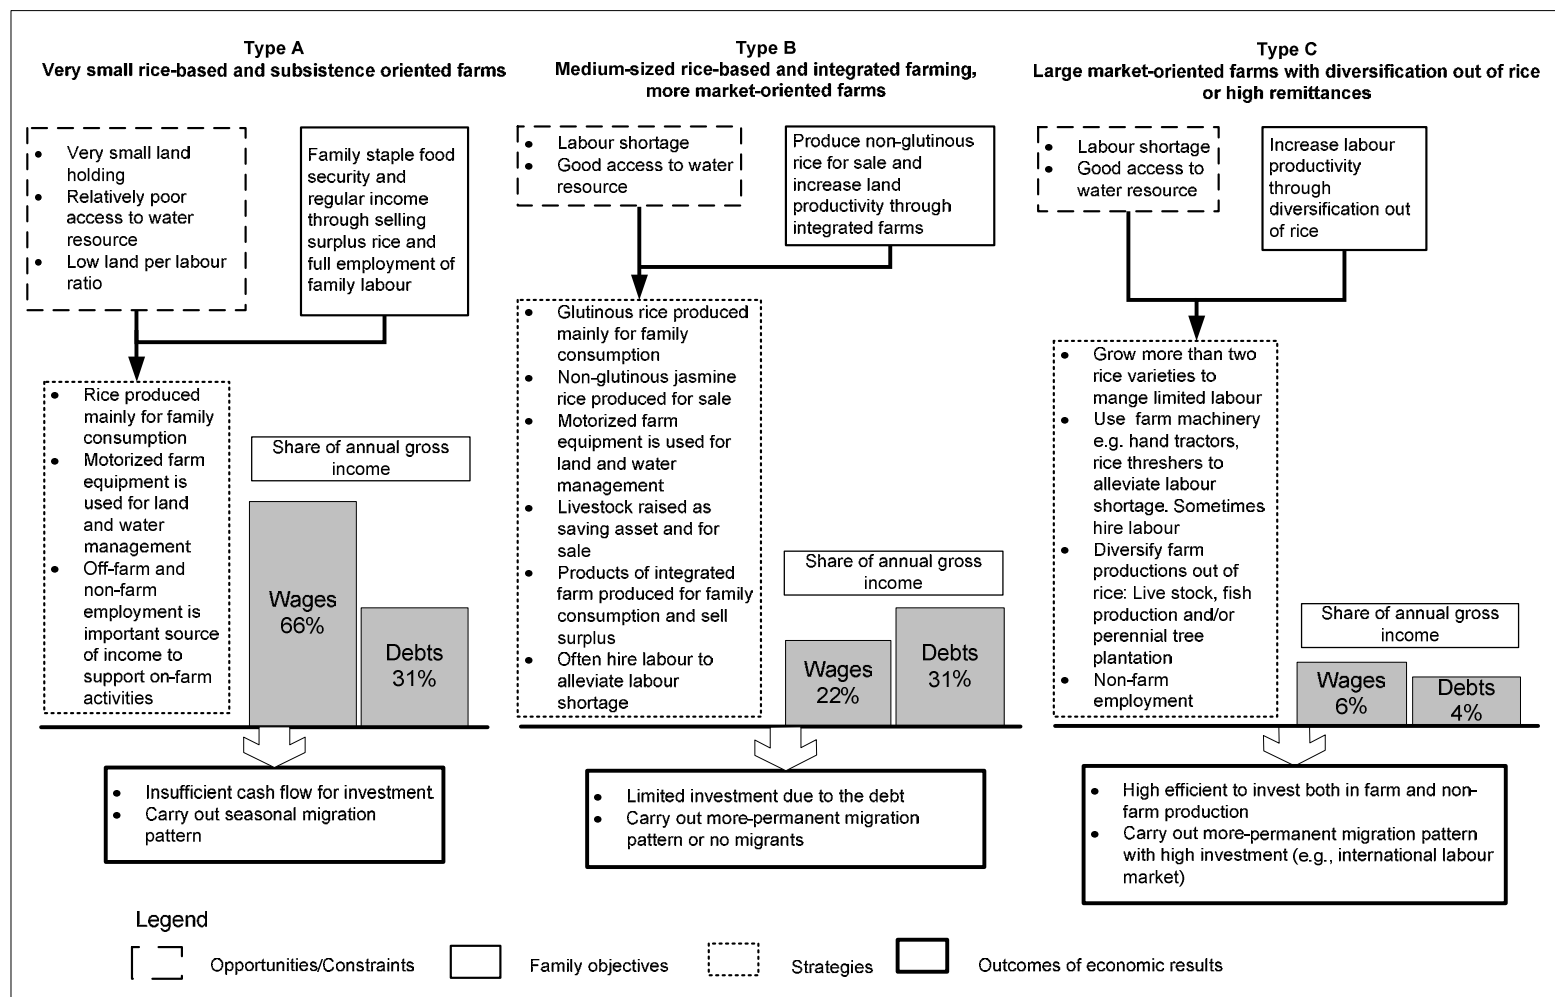 Type A
Very small rice-based and subsistence oriented farms
• Very small land
holding
• Relatively poor
access to water
resource
• Low land per labour
ratio
Family staple food
security and
regular income
through selling
surplus rice and
full employment of
family labour
• Rice produced
mainly for family
consumption
• Motorized farm
equipment is
used for land
and water
management
• Off-farm and
non-farm
employment is
important source
of income to
support on-farm
activities
Share of annual gross
income
Wages
66%
Debts
31%
• Insufficient cash flow for investment.
• Carry out seasonal migration
pattern
Type B
Medium-sized rice-based and integrated farming,
more market-oriented farms
• Labour shortage
• Good access to water
resource
Produce non-glutinous
rice for sale and
increase land
productivity through
integrated farms
• Glutinous rice produced
mainly for family
consumption
• Non-glutinous jasmine
rice produced for sale
• Motorized farm
equipment is used for
land and water
management
• Livestock raised as
saving asset and for
sale
• Products of integrated
farm produced for family
consumption and sell
surplus
• Often hire labour to
alleviate labour
shortage
Share of annual gross
income
Wages
22%
Debts
31%
• Limited investment due to the debt
• Carry out more-permanent migration
pattern or no migrants
Type C
Large market-oriented farms with diversification out of rice
or high remittances
• Labour shortage
• Good access to
water resource
Increase labour
productivity
through
diversification out
of rice
• Grow more than two
rice varieties to
mange limited labour
• Use farm machinery
e.g. hand tractors,
rice threshers to
alleviate labour
shortage. Sometimes
hire labour
• Diversify farm
productions out of
rice: Live stock, fish
production and/or
perennial tree
plantation
• Non-farm
employment
Share of annual gross
income
Wages
6%
Debts
4%
• High efficient to invest both in farm and non-
farm production
• Carry out more-permanent migration pattern
with high investment (e.g., international labour
market)
Legend
Opportunities/Constraints
Family objectives
Strategies
Outcomes of economic results